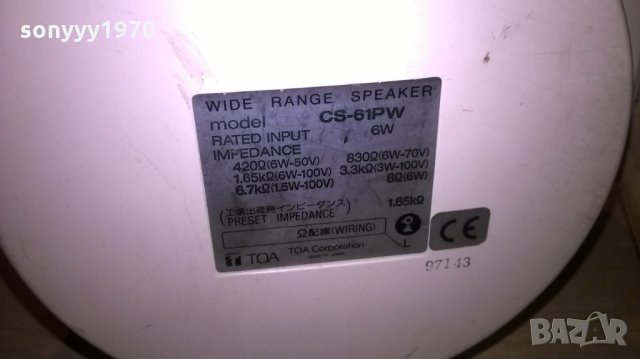 sonyyy1970
WIDE RANGE SPEAKER
model CS-61PW
RATED INPUT 6W
IMPEDANCE
420Ω(6W-50V) 830Ω(6W-70V)
1.65kΩ(6W-100V) 3.3kΩ(3W-100V)
6.7kΩ(1.5W-100V) 8Ω(6W)
(工場出荷時インピーダンス)
(PRESET IMPEDANCE) 1.65kΩ
Ω配線(WIRING)
L
CE
TOA TOA Corporation
MADE IN JAPAN
97143
BAZAR
bg